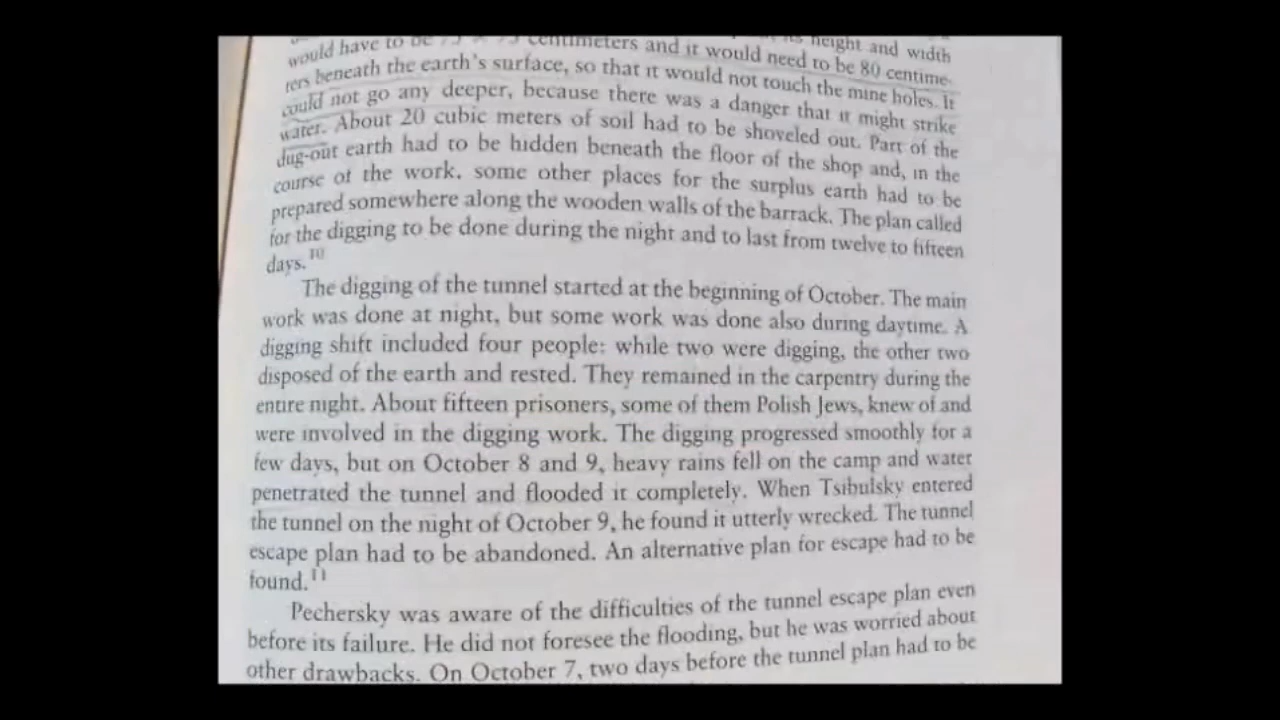 its height and width
would have to be 75 × 75 centimeters and it would need to be 80 centime-
ters beneath the earth's surface, so that it would not touch the mine holes. It
could not go any deeper, because there was a danger that it might strike
water. About 20 cubic meters of soil had to be shoveled out. Part of the
dug-out earth had to be hidden beneath the floor of the shop and, in the
course of the work, some other places for the surplus earth had to be
prepared somewhere along the wooden walls of the barrack. The plan called
for the digging to be done during the night and to last from twelve to fifteen
days.10
The digging of the tunnel started at the beginning of October. The main
work was done at night, but some work was done also during daytime. A
digging shift included four people: while two were digging, the other two
disposed of the earth and rested. They remained in the carpentry during the
entire night. About fifteen prisoners, some of them Polish Jews, knew of and
were involved in the digging work. The digging progressed smoothly for a
few days, but on October 8 and 9, heavy rains fell on the camp and water
penetrated the tunnel and flooded it completely. When Tsibulsky entered
the tunnel on the night of October 9, he found it utterly wrecked. The tunnel
escape plan had to be abandoned. An alternative plan for escape had to be
found.11
Pechersky was aware of the difficulties of the tunnel escape plan even
before its failure. He did not foresee the flooding, but he was worried about
other drawbacks. On October 7, two days before the tunnel plan had to be